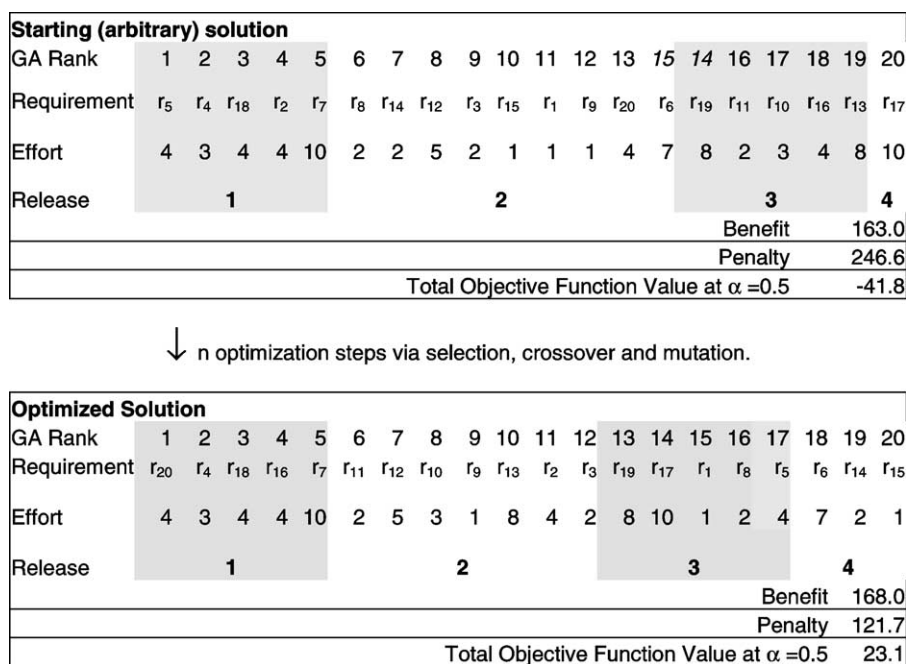 Starting (arbitrary) solution
GA Rank 1 2 3 4 5 6 7 8 9 10 11 12 13 15 14 16 17 18 19 20
Requirement r5 r4 r18 r2 r7 r8 r14 r12 r3 r15 r1 r9 r20 r6 r19 r11 r10 r16 r13 r17
Effort 4 3 4 4 10 2 2 5 2 1 1 1 4 7 8 2 3 4 8 10
Release 1 2 3 4
Benefit 163.0
Penalty 246.6
Total Objective Function Value at α =0.5 -41.8
↓ n optimization steps via selection, crossover and mutation.
Optimized Solution
GA Rank 1 2 3 4 5 6 7 8 9 10 11 12 13 14 15 16 17 18 19 20
Requirement r20 r4 r18 r16 r7 r11 r12 r10 r9 r13 r2 r3 r19 r17 r1 r8 r5 r6 r14 r15
Effort 4 3 4 4 10 2 5 3 1 8 4 2 8 10 1 2 4 7 2 1
Release 1 2 3 4
Benefit 168.0
Penalty 121.7
Total Objective Function Value at α =0.5 23.1